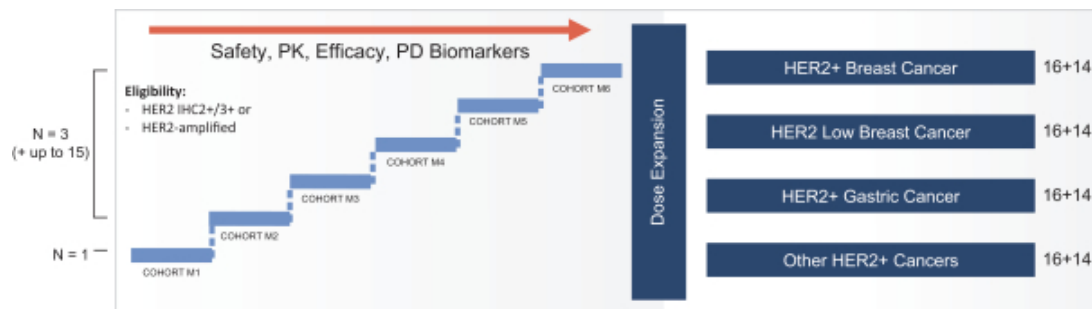 Safety, PK, Efficacy, PD Biomarkers
Eligibility:
- HER2 IHC2+/3+ or
- HER2-amplified
N = 3
(+ up to 15)
N = 1
COHORT M1
COHORT M2
COHORT M3
COHORT M4
COHORT M5
COHORT M6
Dose Expansion
HER2+ Breast Cancer 16+14
HER2 Low Breast Cancer 16+14
HER2+ Gastric Cancer 16+14
Other HER2+ Cancers 16+14